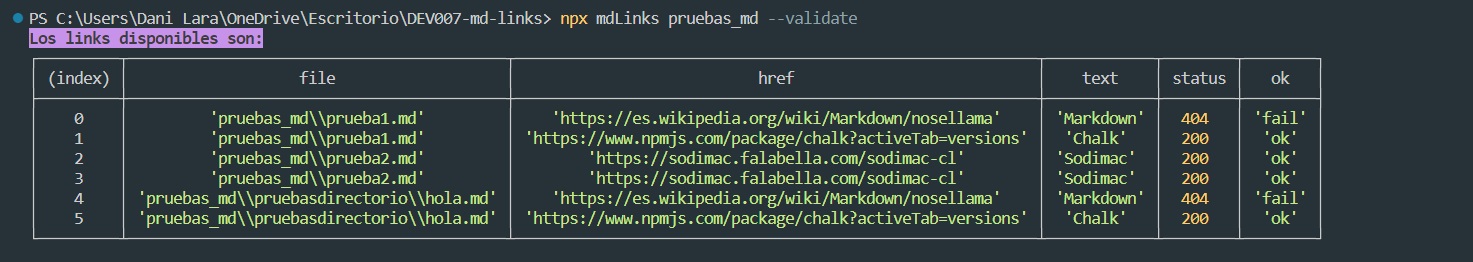 PS C:\Users\Dani Lara\OneDrive\Escritorio\DEV007-md-links> npx mdLinks pruebas_md --validate
Los links disponibles son:
(index) file href text status ok
0 'pruebas_md\\prueba1.md' 'https://es.wikipedia.org/wiki/Markdown/nosellama' 'Markdown' 404 'fail'
1 'pruebas_md\\prueba1.md' 'https://www.npmjs.com/package/chalk?activeTab=versions' 'Chalk' 200 'ok'
2 'pruebas_md\\prueba2.md' 'https://sodimac.falabella.com/sodimac-cl' 'Sodimac' 200 'ok'
3 'pruebas_md\\prueba2.md' 'https://sodimac.falabella.com/sodimac-cl' 'Sodimac' 200 'ok'
4 'pruebas_md\\pruebasdirectorio\\hola.md' 'https://es.wikipedia.org/wiki/Markdown/nosellama' 'Markdown' 404 'fail'
5 'pruebas_md\\pruebasdirectorio\\hola.md' 'https://www.npmjs.com/package/chalk?activeTab=versions' 'Chalk' 200 'ok'